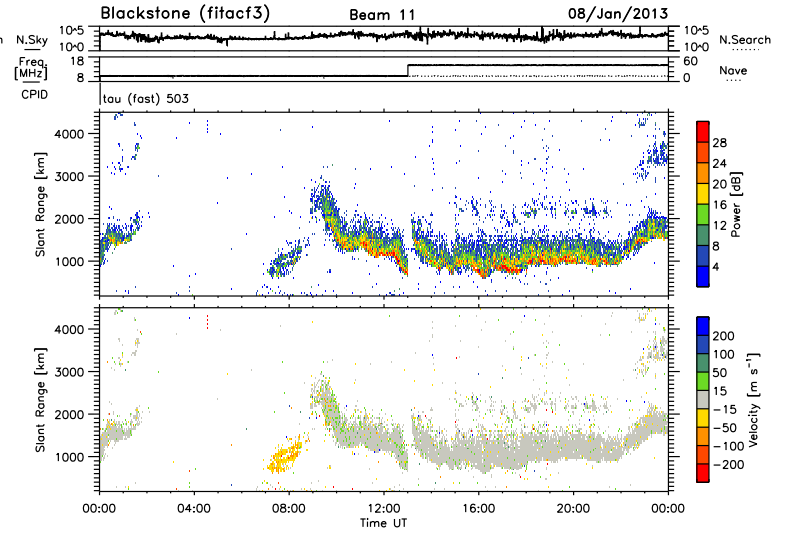 Blackstone (fitacf3) Beam 11 08/Jan/2013
N.Sky 10^5 10^5 N.Search
10^0 10^0
Freq. 18 60 Nave
[MHz] 8 0
CPID tau (fast) 503
Slant Range [km]
4000
3000
2000
1000
28
24
20
16
12
8
4
Power [dB]
Slant Range [km]
4000
3000
2000
1000
200
100
50
15
-15
-50
-100
-200
Velocity [m s⁻¹]
00:00 04:00 08:00 12:00 16:00 20:00 00:00
Time UT